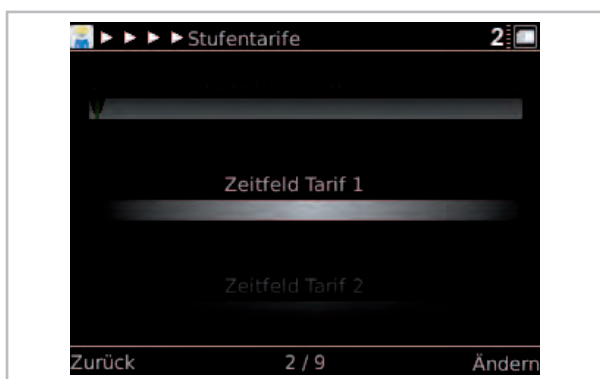 Stufentarife 2
Zeitfeld Tarif 1
Zeitfeld Tarif 2
Zurück 2 / 9 Ändern